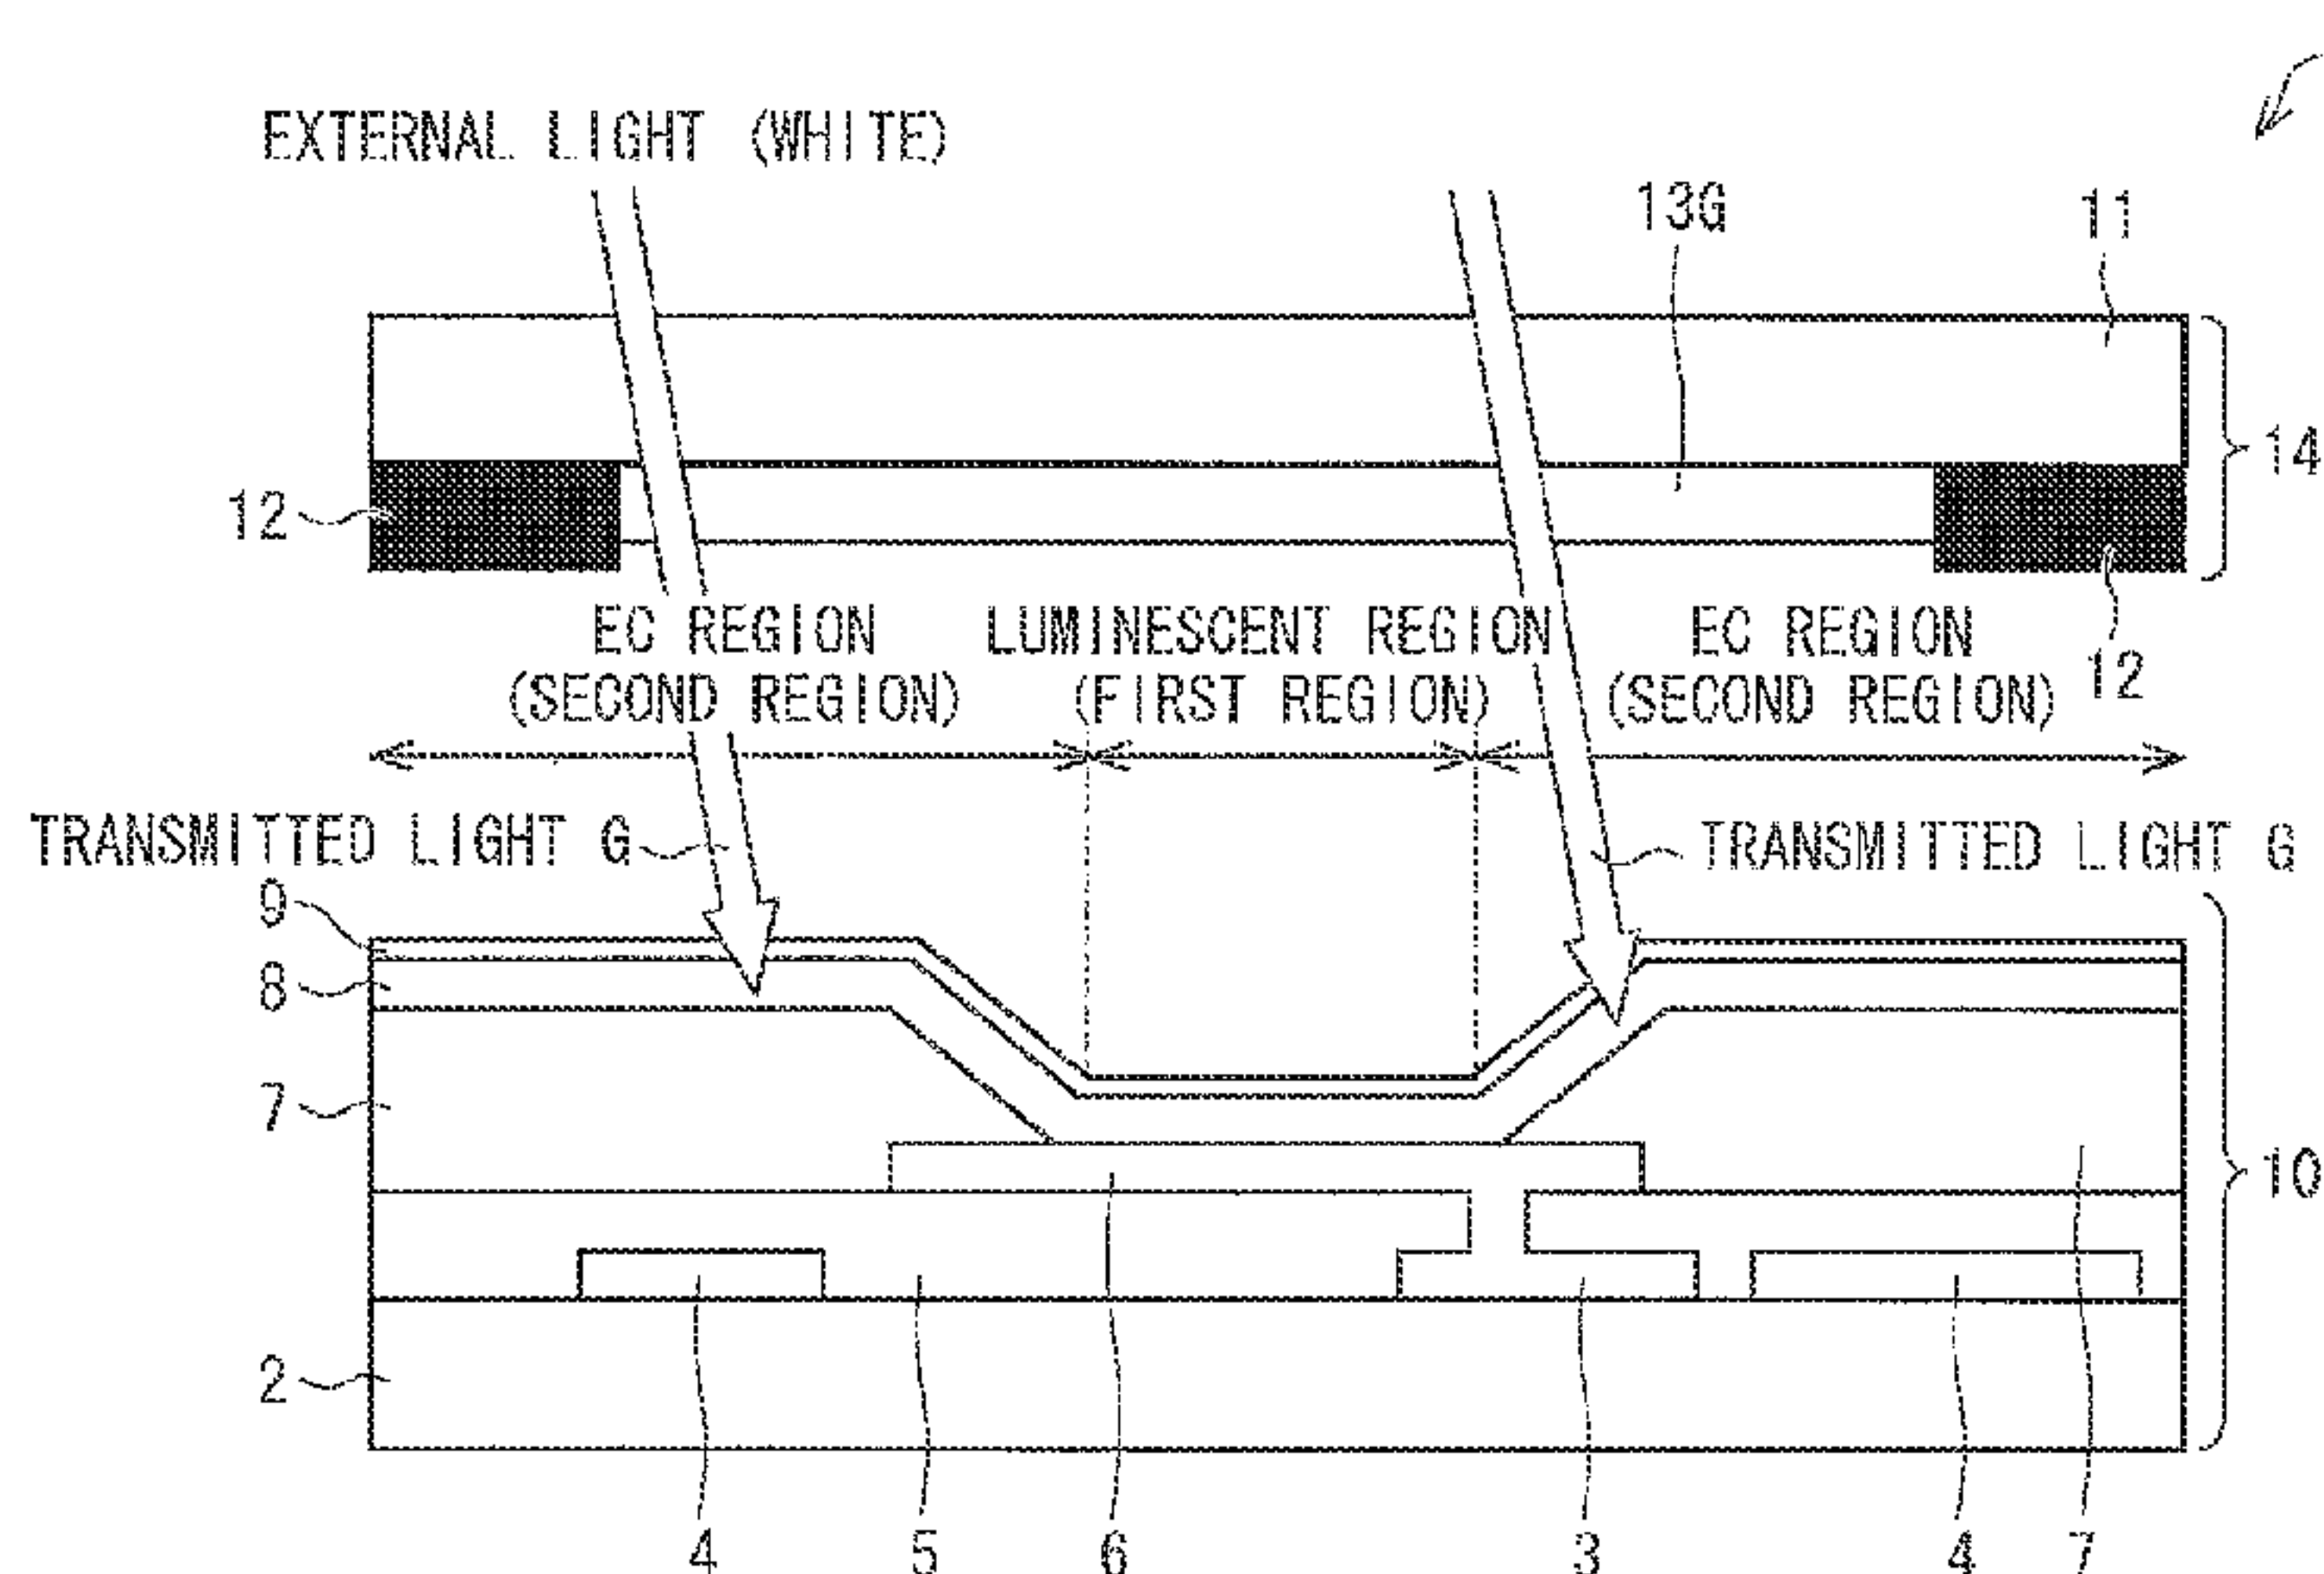 EXTERNAL LIGHT (WHITE)
13G
11
14
12
EC REGION
(SECOND REGION)
LUMINESCENT REGION
(FIRST REGION)
EC REGION
(SECOND REGION)
12
TRANSMITTED LIGHT G
TRANSMITTED LIGHT G
9
8
7
10
2
4
5
6
3
4
7